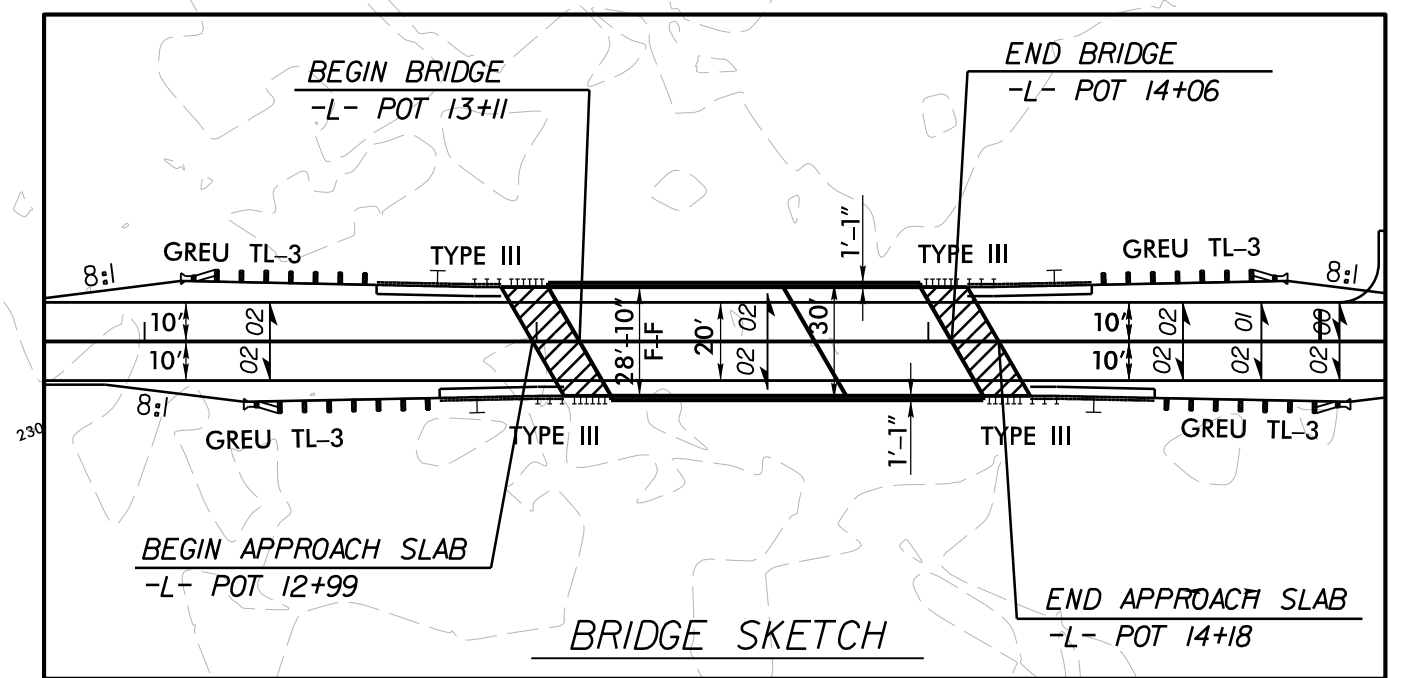 BEGIN BRIDGE
-L- POT 13+11
END BRIDGE
-L- POT 14+06
GREU TL-3
TYPE III
1'-1"
TYPE III
GREU TL-3
8:1
8:1
10'
02
28'-10"
F-F
20'
02
30'
10'
02
01
10'
02
02
10'
02
02
02
8:1
230
GREU TL-3
TYPE III
1'-1"
TYPE III
GREU TL-3
BEGIN APPROACH SLAB
-L- POT 12+99
END APPROACH SLAB
-L- POT 14+18
BRIDGE SKETCH